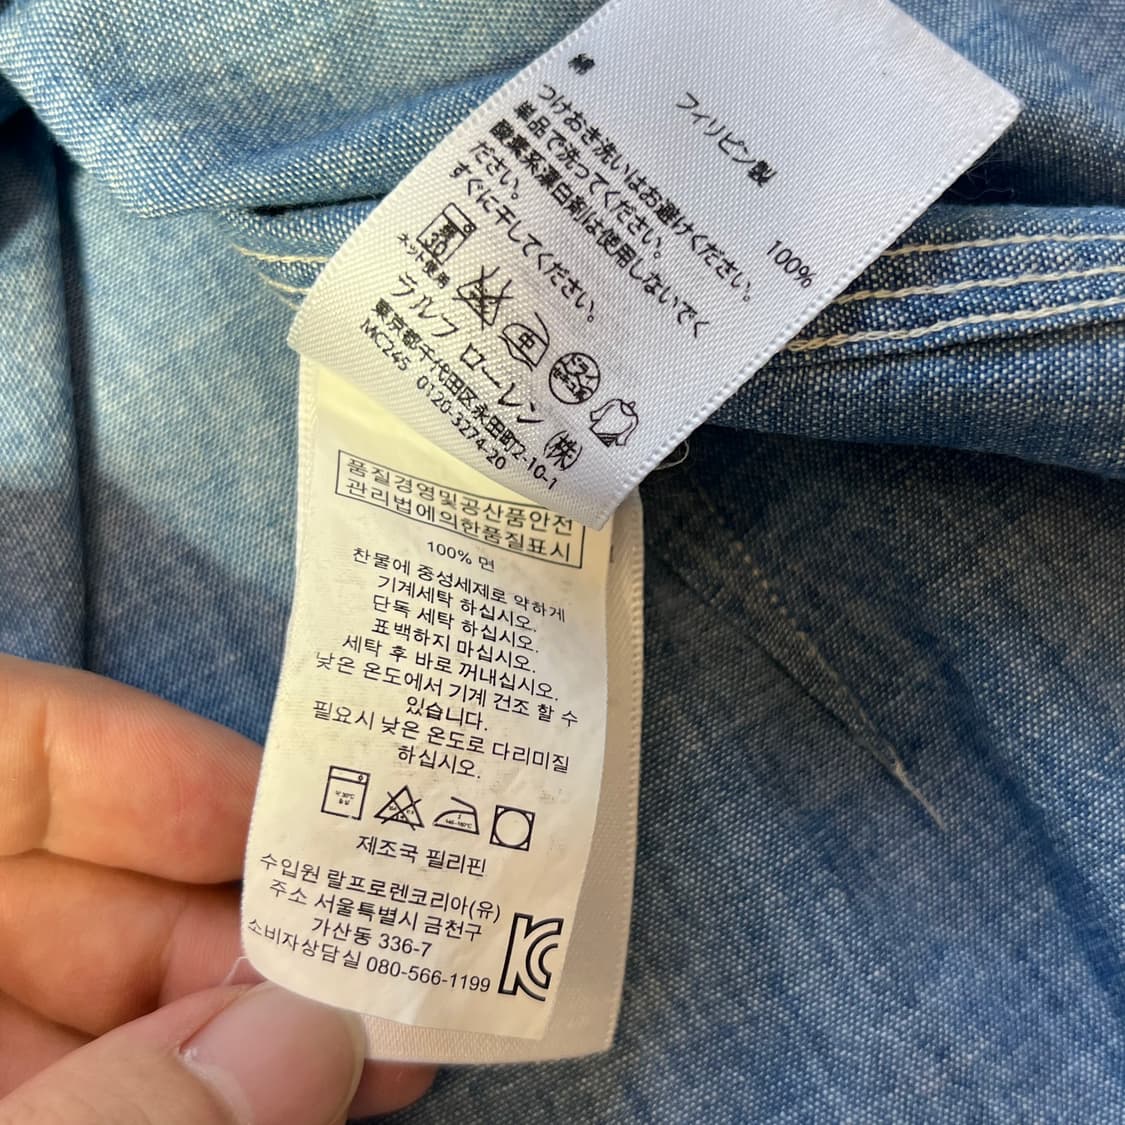 綿
100%
フィリピン製
つけおき洗いはお避けください。
単品で洗ってください。
酸素系漂白剤は使用しないでく
ださい。
すぐに干してください。
ネット使用
ラルフ ローレン (株)
東京都千代田区永田町2-10-1
MC245 0120-3274-20
품질경영및공산품안전
관리법에의한품질표시
100% 면
찬물에 중성세제로 약하게
기계세탁 하십시오.
단독 세탁 하십시오.
표백하지 마십시오.
세탁 후 바로 꺼내십시오.
낮은 온도에서 기계 건조 할 수
있습니다.
필요시 낮은 온도로 다리미질
하십시오.
제조국 필리핀
수입원 랄프로렌코리아(유)
주소 서울특별시 금천구
가산동 336-7
소비자상담실 080-566-1199